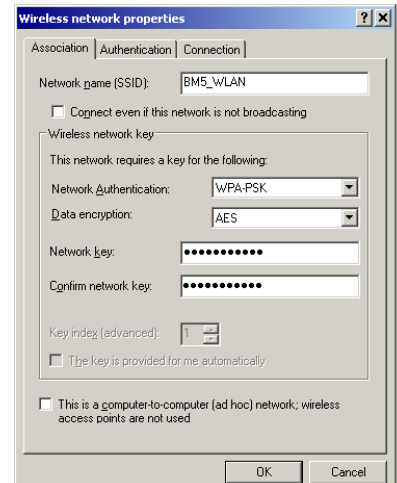 Wireless network properties
Association Authentication Connection
Network name (SSID): BM5_WLAN
Connect even if this network is not broadcasting
Wireless network key
This network requires a key for the following:
Network Authentication: WPA-PSK
Data encryption: AES
Network key: •••••••••••
Confirm network key: •••••••••••
Key index (advanced): 1
The key is provided for me automatically
This is a computer-to-computer (ad hoc) network; wireless
access points are not used
OK Cancel